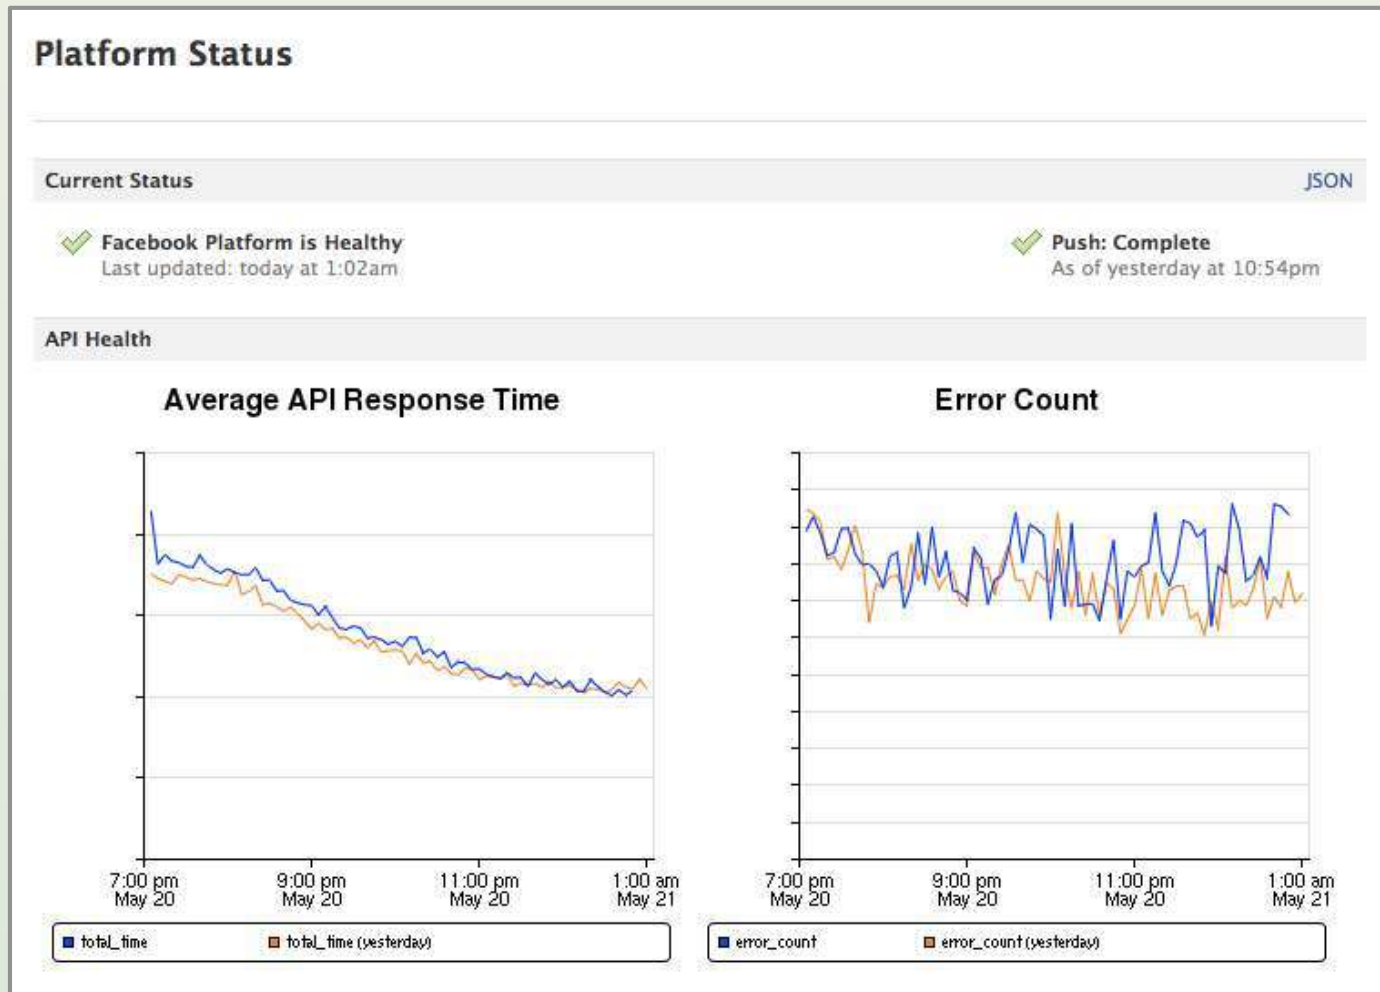 Platform Status
Current Status
JSON
Facebook Platform is Healthy
Last updated: today at 1:02am
Push: Complete
As of yesterday at 10:54pm
API Health
Average API Response Time
7:00 pm
May 20
9:00 pm
May 20
11:00 pm
May 20
1:00 am
May 21
total_time
total_time (yesterday)
Error Count
7:00 pm
May 20
9:00 pm
May 20
11:00 pm
May 20
1:00 am
May 21
error_count
error_count (yesterday)